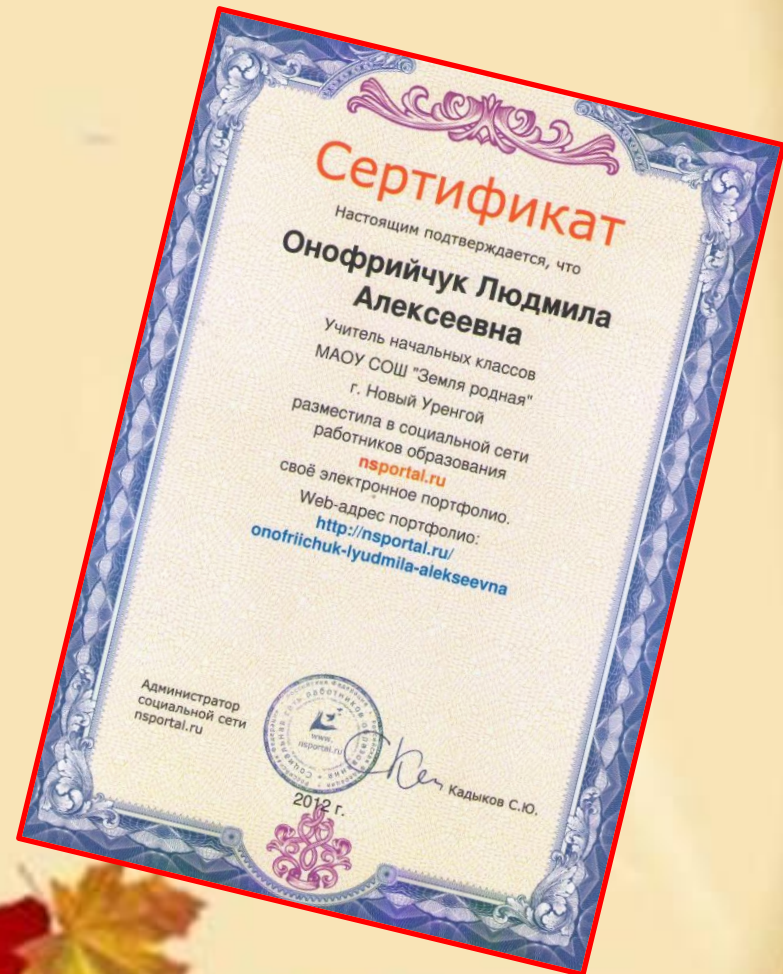 Сертификат
Настоящим подтверждается, что
Онофрийчук Людмила
Алексеевна
Учитель начальных классов
МАОУ СОШ "Земля родная"
г. Новый Уренгой
разместила в социальной сети
работников образования
nsportal.ru
своё электронное портфолио.
Web-адрес портфолио:
http://nsportal.ru/
onofriichuk-lyudmila-alekseevna
Администратор
социальной сети
nsportal.ru
www.
nsportal.ru
Кадыков С.Ю.
2012 г.